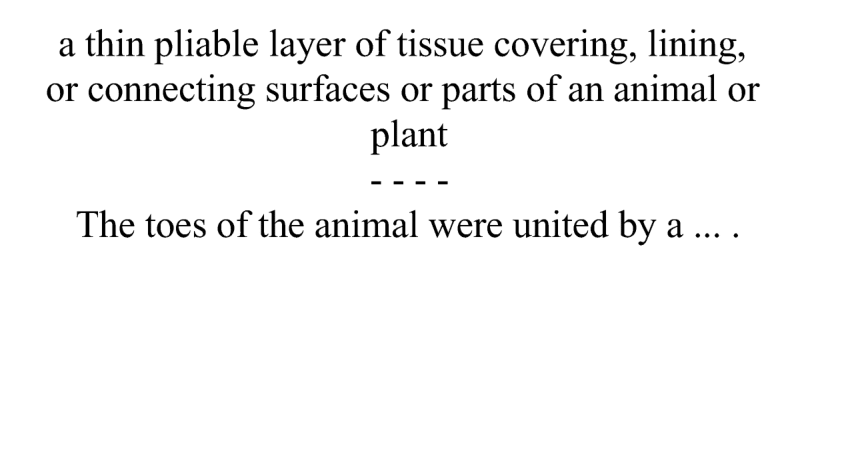 a thin pliable layer of tissue covering, lining,
or connecting surfaces or parts of an animal or
plant
- - - -
The toes of the animal were united by a ... .